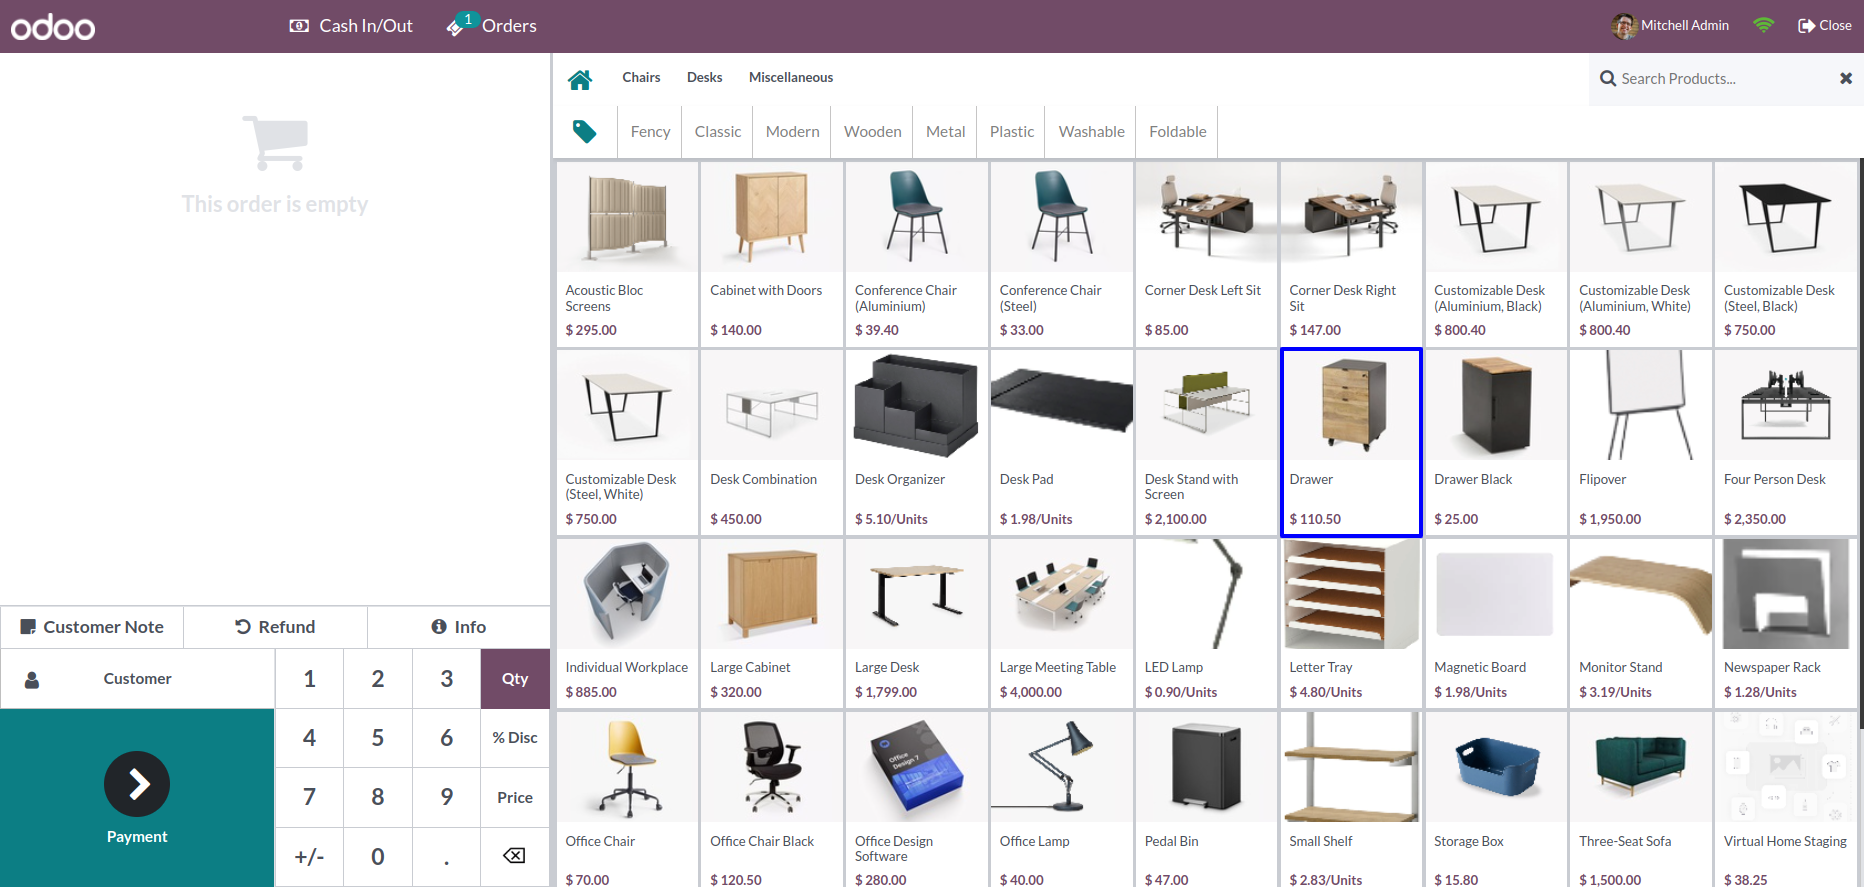 odoo
Cash In/Out
1
Orders
Mitchell Admin
Close
This order is empty
Chairs
Desks
Miscellaneous
Search Products...
Fency
Classic
Modern
Wooden
Metal
Plastic
Washable
Foldable
Acoustic Bloc
Screens
$ 295.00
Cabinet with Doors
$ 140.00
Conference Chair
(Aluminium)
$ 39.40
Conference Chair
(Steel)
$ 33.00
Corner Desk Left Sit
$ 85.00
Corner Desk Right
Sit
$ 147.00
Customizable Desk
(Aluminium, Black)
$ 800.40
Customizable Desk
(Aluminium, White)
$ 800.40
Customizable Desk
(Steel, Black)
$ 750.00
Customizable Desk
(Steel, White)
$ 750.00
Desk Combination
$ 450.00
Desk Organizer
$ 5.10/Units
Desk Pad
$ 1.98/Units
Desk Stand with
Screen
$ 2,100.00
Drawer
$ 110.50
Drawer Black
$ 25.00
Flipover
$ 1,950.00
Four Person Desk
$ 2,350.00
Individual Workplace
$ 885.00
Large Cabinet
$ 320.00
Large Desk
$ 1,799.00
Large Meeting Table
$ 4,000.00
LED Lamp
$ 0.90/Units
Letter Tray
$ 4.80/Units
Magnetic Board
$ 1.98/Units
Monitor Stand
$ 3.19/Units
Newspaper Rack
$ 1.28/Units
Office Chair
$ 70.00
Office Chair Black
$ 120.50
Office
Design 7
Office Design
Software
$ 280.00
Office Lamp
$ 40.00
Pedal Bin
$ 47.00
Small Shelf
$ 2.83/Units
Storage Box
$ 15.80
Three-Seat Sofa
$ 1,500.00
Virtual Home Staging
$ 38.25
Customer Note
Refund
Info
Customer
1
2
3
Qty
4
5
6
% Disc
7
8
9
Price
Payment
+/-
0
.